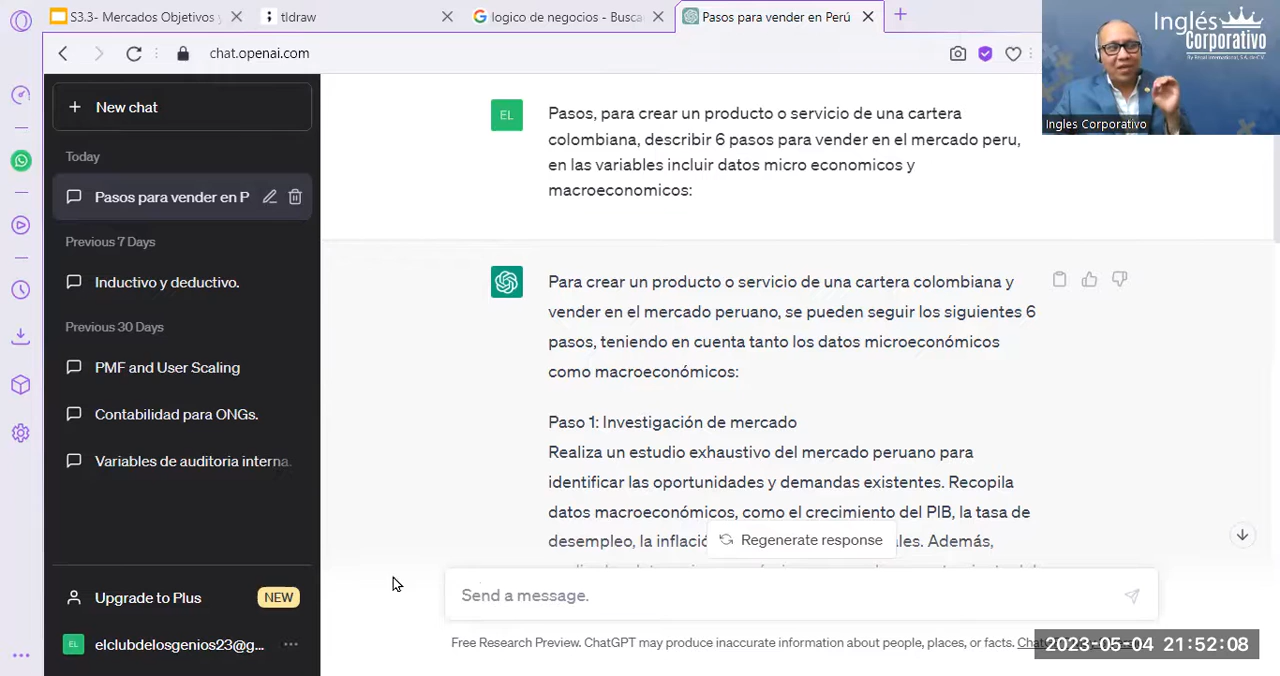 S3.3- Mercados Objetivos y
tldraw
logico de negocios - Busca
Pasos para vender en Perú
chat.openai.com
Inglés
Corporativo
By Retail International, S.A. de C.V.
Ingles Corporativo
New chat
Today
Pasos para vender en P
Previous 7 Days
Inductivo y deductivo.
Previous 30 Days
PMF and User Scaling
Contabilidad para ONGs.
Variables de auditoria interna.
Upgrade to Plus NEW
EL elclubdelosgenios23@g...
EL
Pasos, para crear un producto o servicio de una cartera
colombiana, describir 6 pasos para vender en el mercado peru,
en las variables incluir datos micro economicos y
macroeconomicos:
Para crear un producto o servicio de una cartera colombiana y
vender en el mercado peruano, se pueden seguir los siguientes 6
pasos, teniendo en cuenta tanto los datos microeconómicos
como macroeconómicos:
Paso 1: Investigación de mercado
Realiza un estudio exhaustivo del mercado peruano para
identificar las oportunidades y demandas existentes. Recopila
datos macroeconómicos, como el crecimiento del PIB, la tasa de
desempleo, la inflació ales. Además,
Regenerate response
Send a message.
Free Research Preview. ChatGPT may produce inaccurate information about people, places, or facts.
2023-05-04 21:52:08